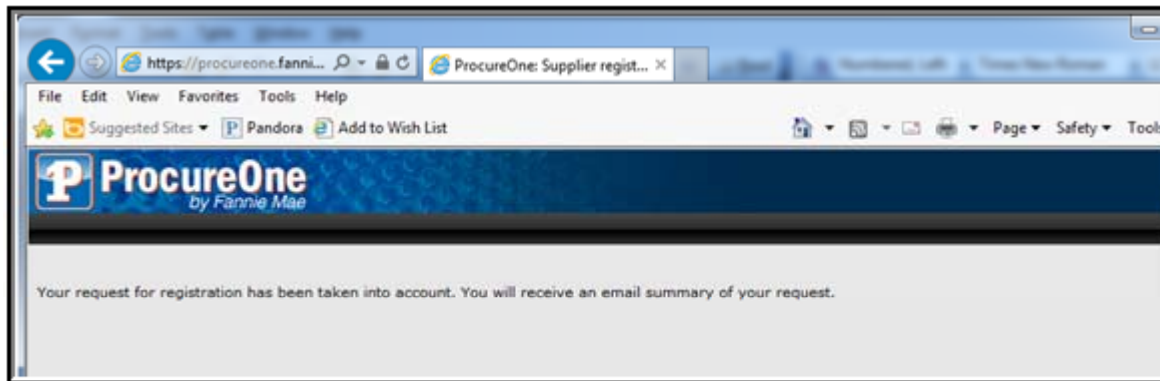 https://procureone.fanni...
ProcureOne: Supplier regist...
File Edit View Favorites Tools Help
Suggested Sites Pandora Add to Wish List Page Safety Tools
P ProcureOne
by Fannie Mae
Your request for registration has been taken into account. You will receive an email summary of your request.